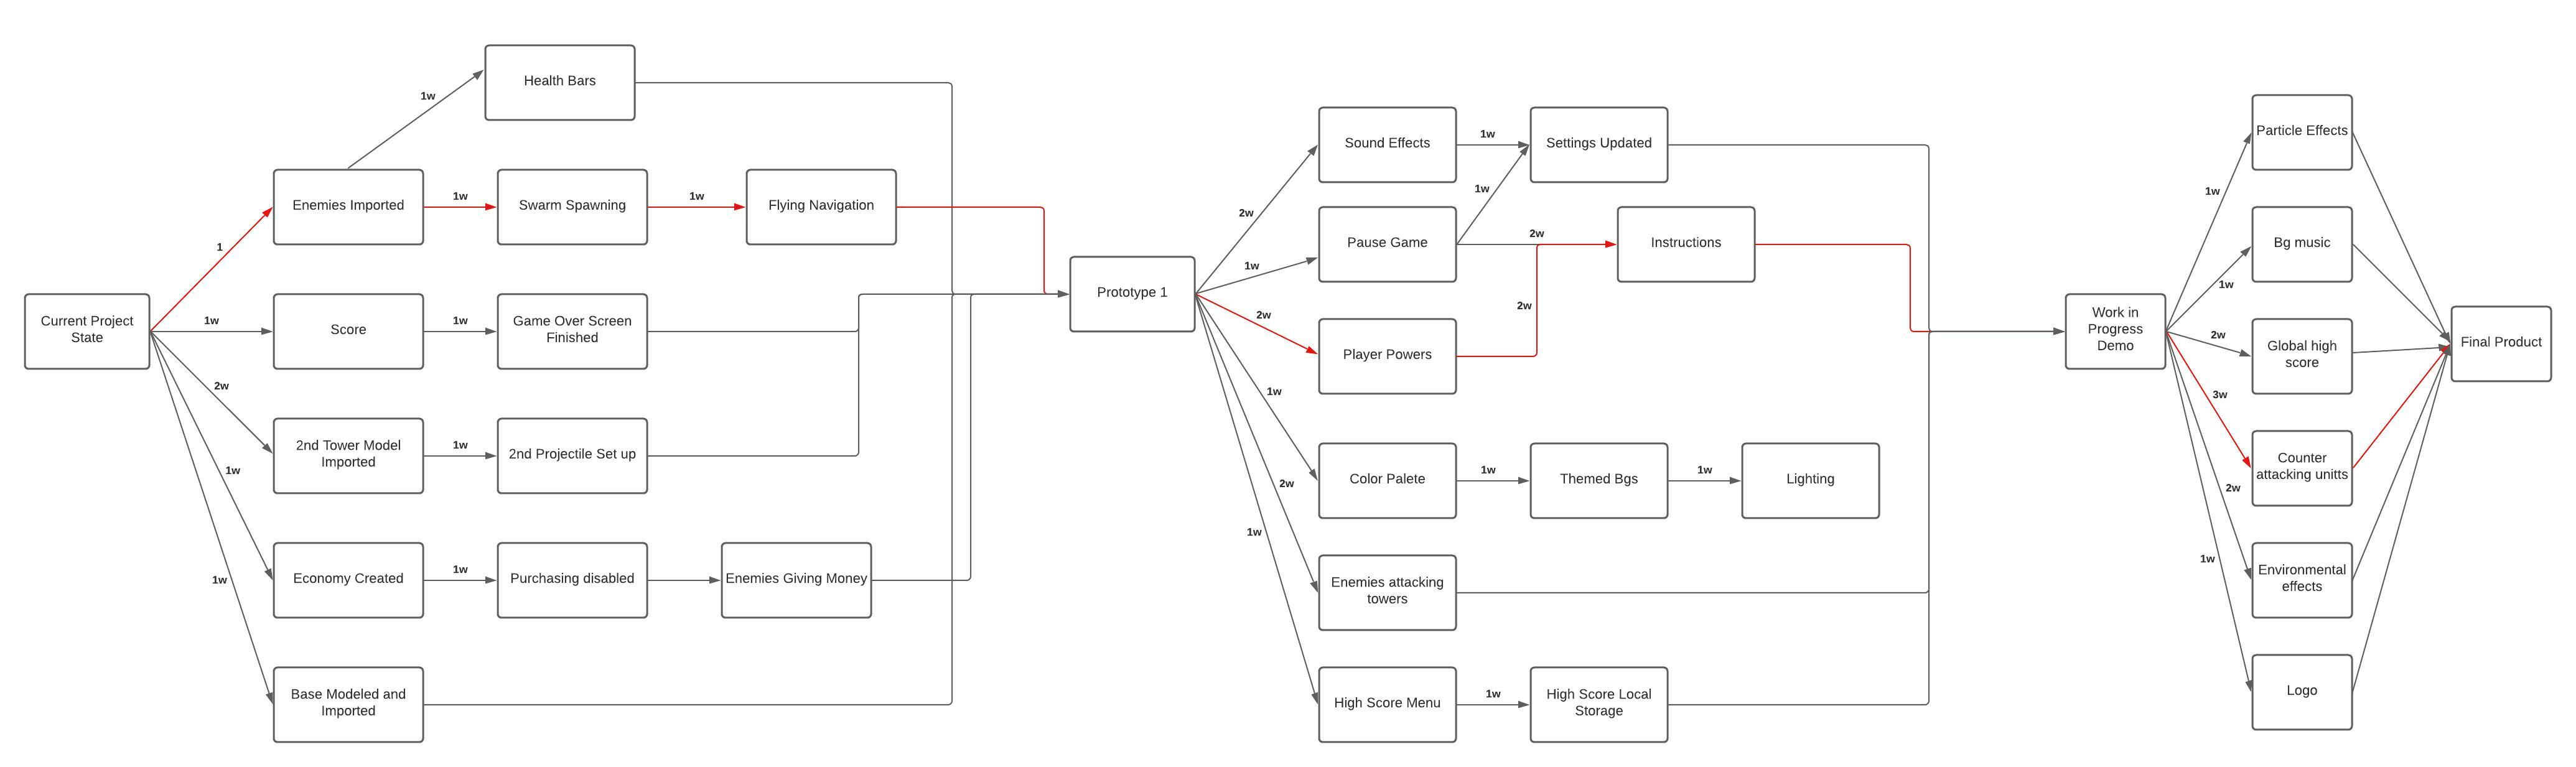 Health Bars
1w
Enemies Imported
1w
Swarm Spawning
1w
Flying Navigation
1
Current Project
State
1w
Score
1w
Game Over Screen
Finished
2w
2nd Tower Model
Imported
1w
2nd Projectile Set up
1w
Economy Created
1w
Purchasing disabled
Enemies Giving Money
1w
Base Modeled and
Imported
Prototype 1
2w
Sound Effects
1w
Settings Updated
1w
1w
Pause Game
2w
Instructions
2w
Player Powers
2w
1w
Color Palete
1w
Themed Bgs
1w
Lighting
2w
Enemies attacking
towers
1w
High Score Menu
1w
High Score Local
Storage
Work in
Progress
Demo
1w
Particle Effects
1w
Bg music
2w
Global high
score
3w
Counter
attacking unitts
2w
Environmental
effects
1w
Logo
Final Product